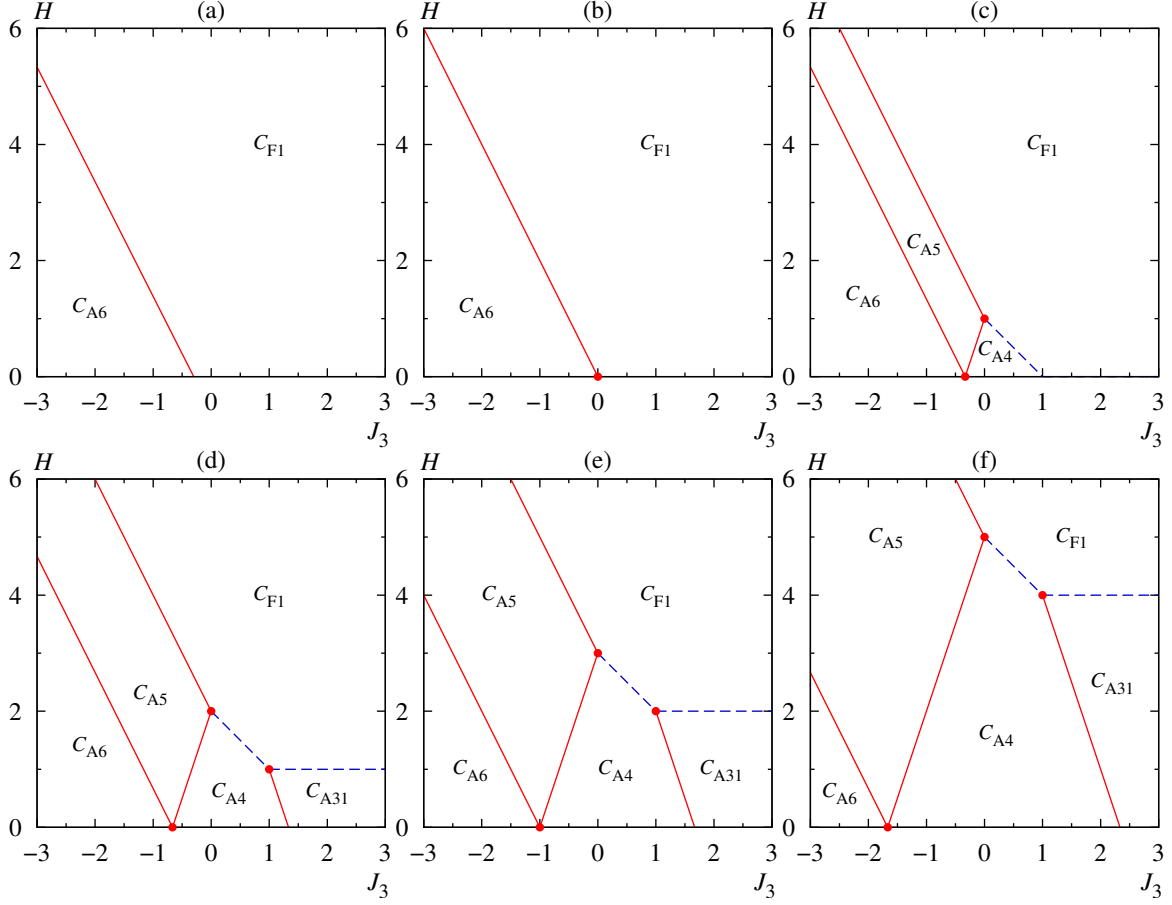 H (a) H (b) H (c)
6 6 6
C_F1 C_F1 C_F1
4 4 4
C_A5
2 2 2
C_A6 C_A6 C_A6
C_A4
0 0 0
−3 −2 −1 0 1 2 3 −3 −2 −1 0 1 2 3 −3 −2 −1 0 1 2 3
J_3 J_3 J_3
H (d) H (e) H (f)
6 6 6
C_A5 C_F1
C_F1 C_A5 C_F1
4 4 4
C_A5 C_A31
2 2 2
C_A6 C_A4
C_A6 C_A4 C_A31
C_A4 C_A31 C_A6
0 0 0
−3 −2 −1 0 1 2 3 −3 −2 −1 0 1 2 3 −3 −2 −1 0 1 2 3
J_3 J_3 J_3